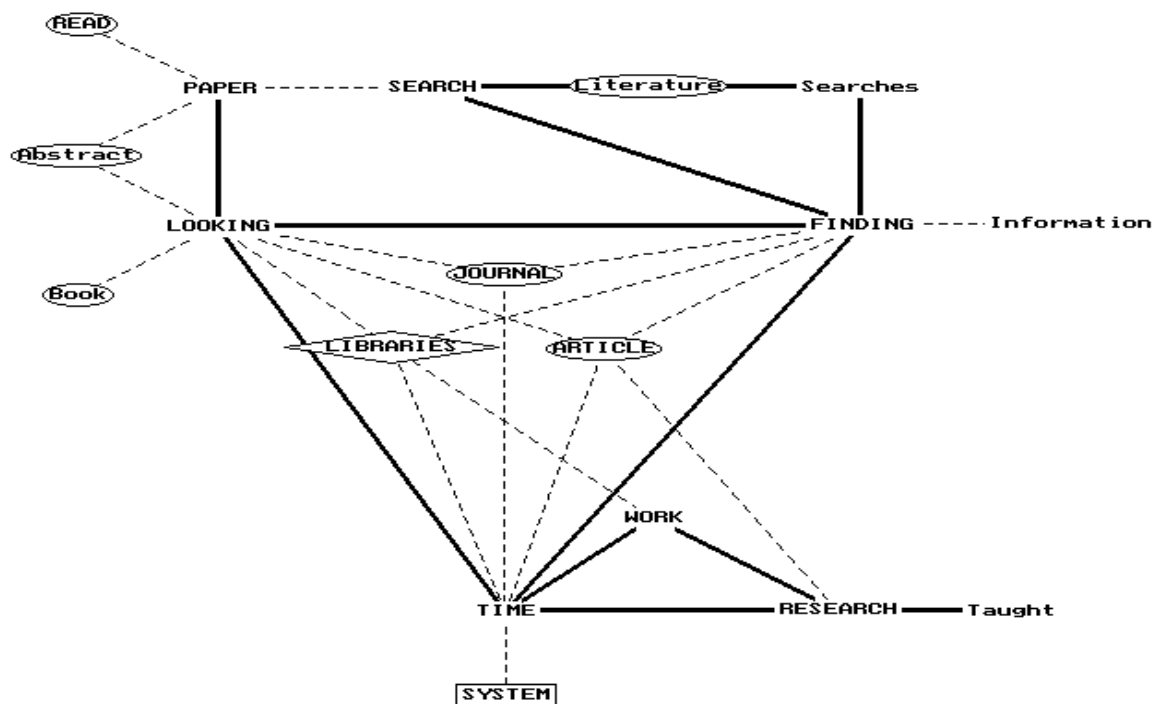 READ
PAPER
SEARCH
Literature
Searches
Abstract
LOOKING
FINDING
Information
JOURNAL
Book
LIBRARIES
ARTICLE
WORK
TIME
RESEARCH
Taught
SYSTEM